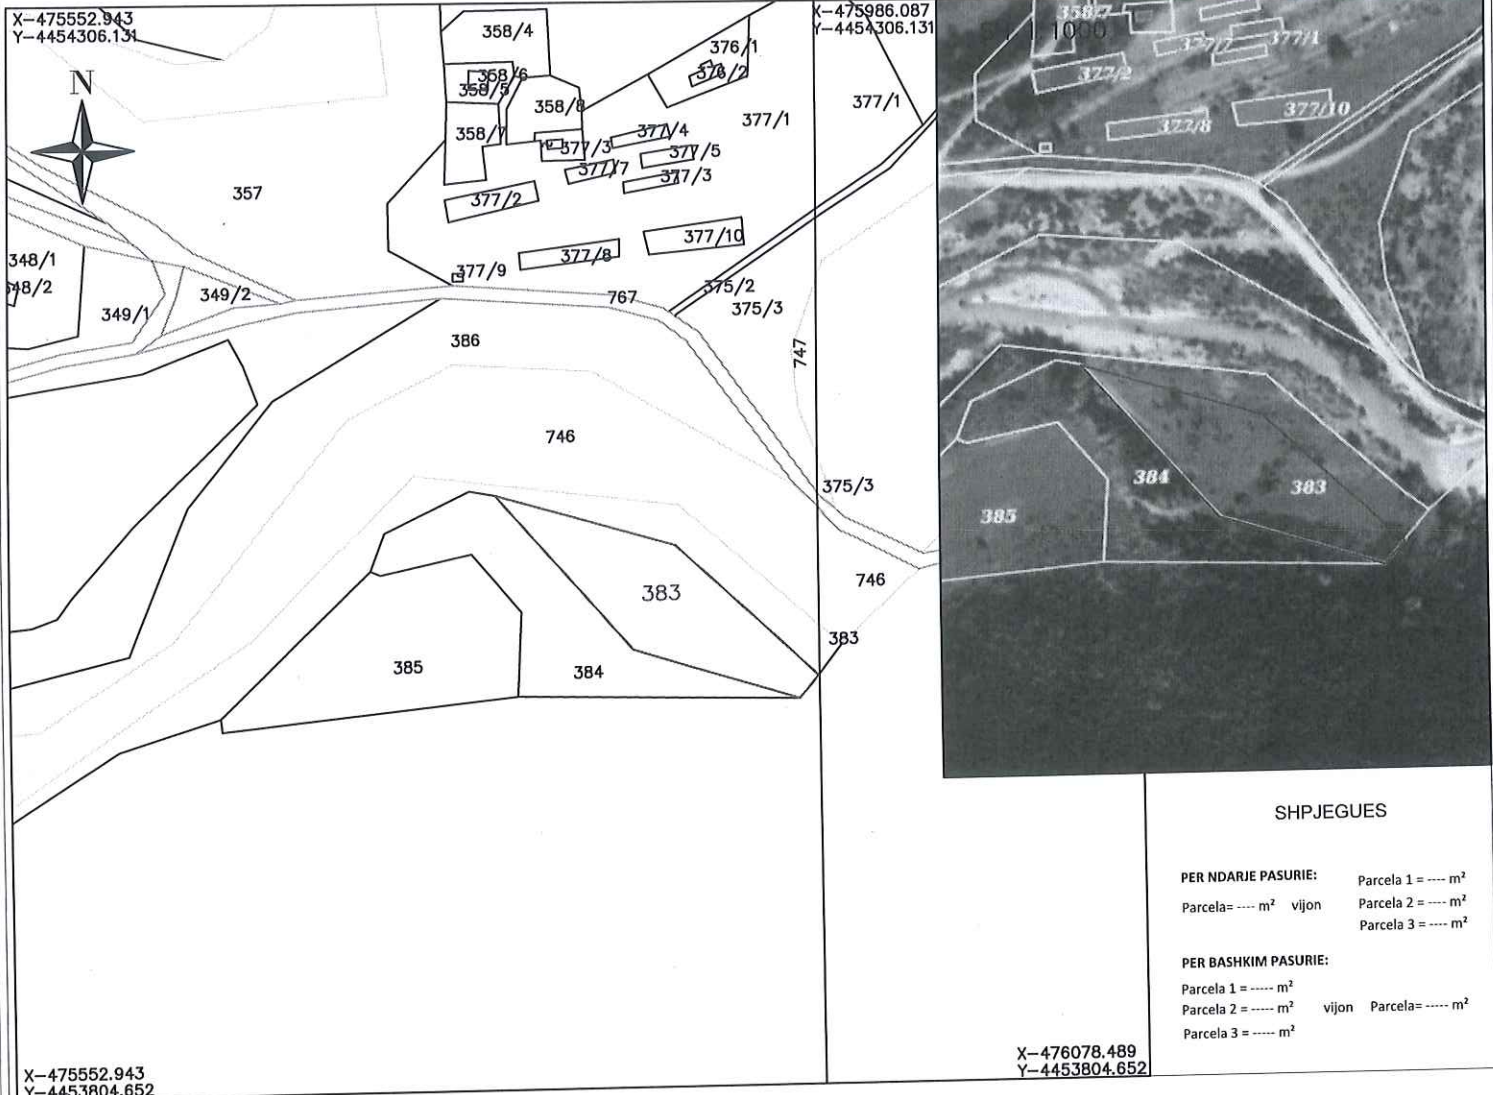 X-475552.943
Y-4454306.131
X-475986.087
Y-4454306.131
N
358/4
358/6
358/5
358/8
358/7
376/1
376/2
377/1
377/1
377/4
377/3
377/5
377/7
377/3
377/2
377/10
377/8
377/9
357
348/1
349/2
349/1
767
375/2
375/3
386
747
746
375/3
746
383
383
385
384
358/7
1:1000
377/7
377/1
377/2
377/10
377/8
384
383
385
SHPJEGUES
PER NDARJE PASURIE:
Parcela 1 = ---- m²
Parcela= ---- m² vijon
Parcela 2 = ---- m²
Parcela 3 = ---- m²
PER BASHKIM PASURIE:
Parcela 1 = ----- m²
Parcela 2 = ----- m² vijon Parcela= ----- m²
Parcela 3 = ----- m²
X-475552.943
Y-4453804.652
X-476078.489
Y-4453804.652